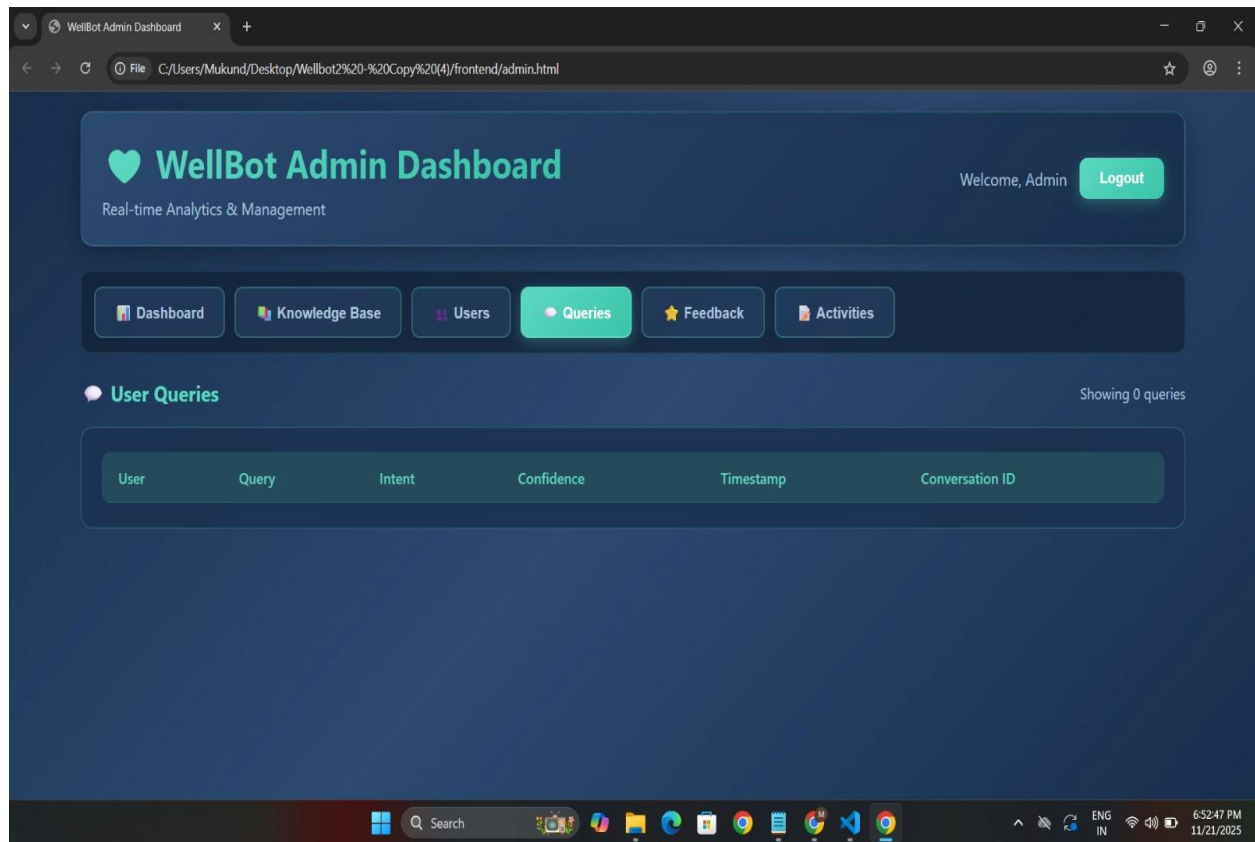 WellBot Admin Dashboard
File C:/Users/Mukund/Desktop/Wellbot2%20-%20Copy%20(4)/frontend/admin.html
WellBot Admin Dashboard
Real-time Analytics & Management
Welcome, Admin Logout
Dashboard Knowledge Base Users Queries Feedback Activities
User Queries Showing 0 queries
User Query Intent Confidence Timestamp Conversation ID
Search
ENG
IN
6:52:47 PM
11/21/2025